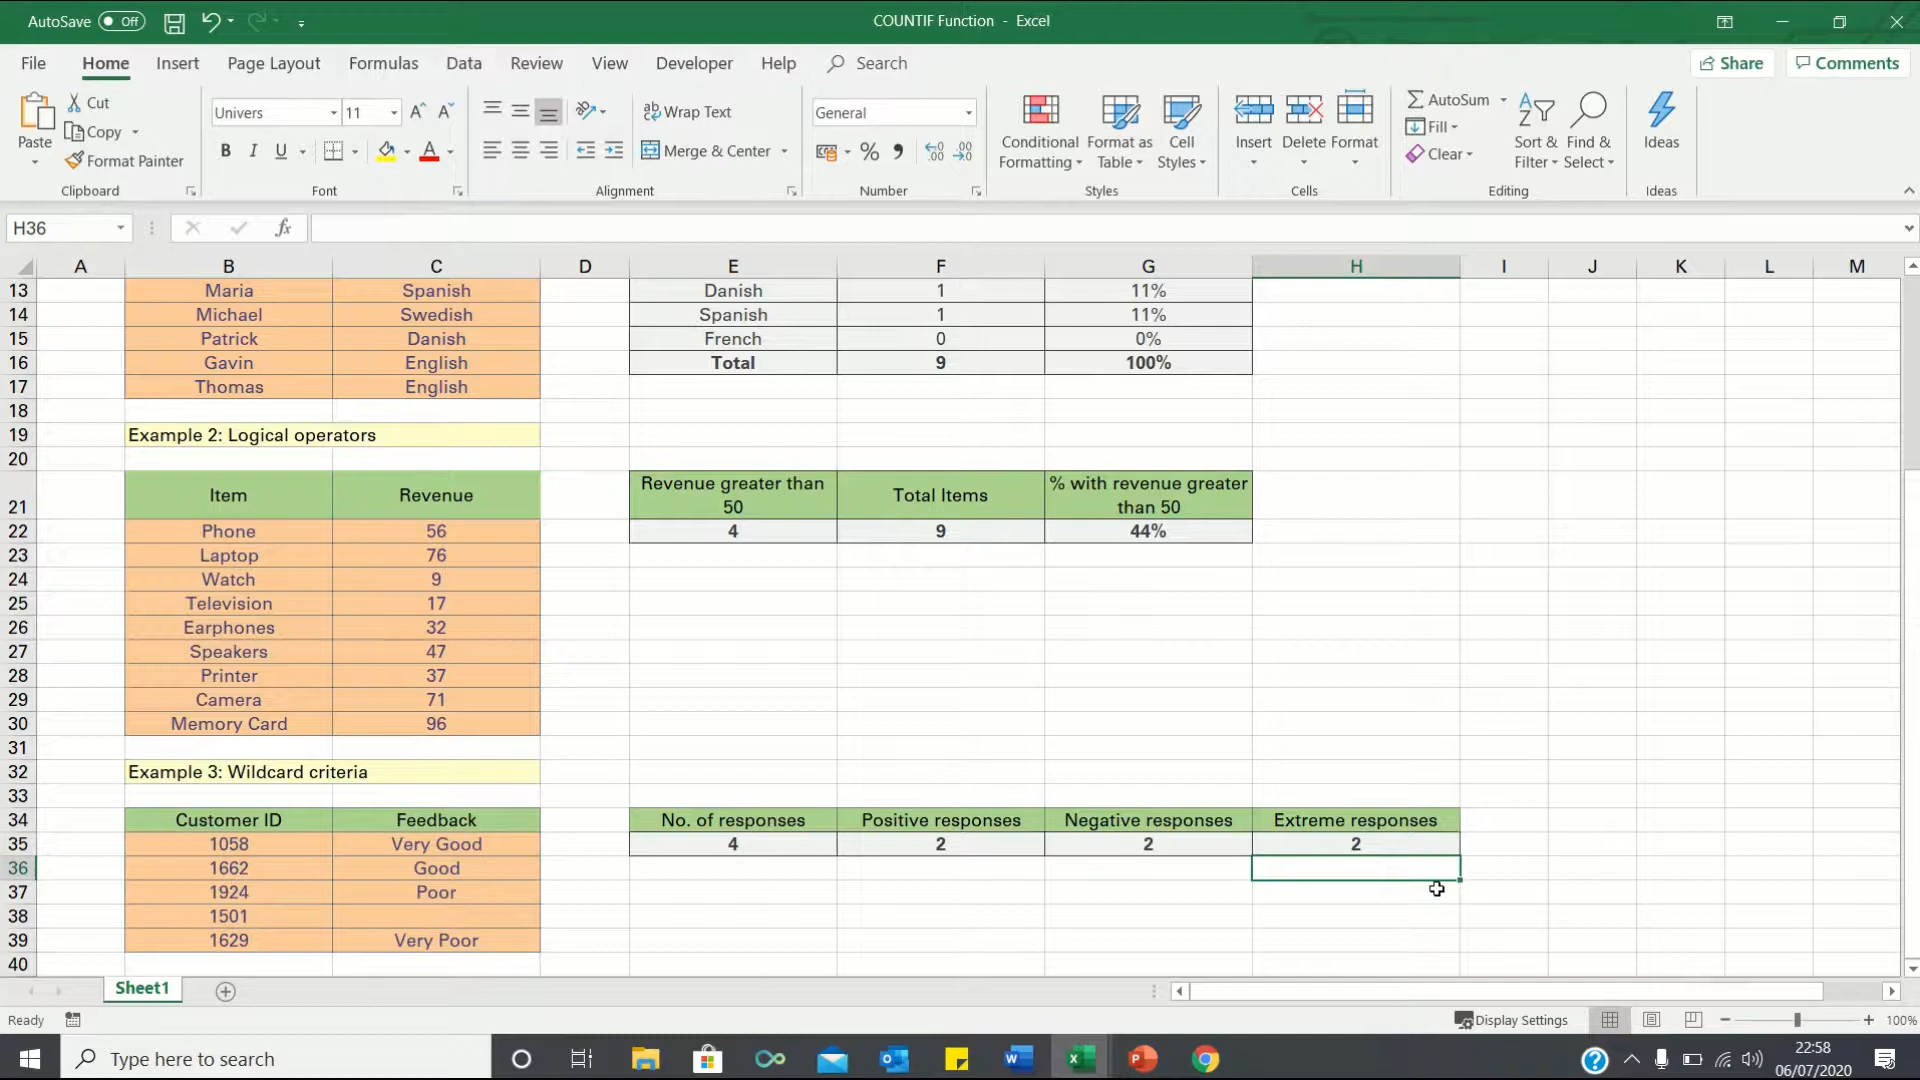 AutoSave Off COUNTIF Function - Excel
File Home Insert Page Layout Formulas Data Review View Developer Help Search Share Comments
Paste Cut Copy Format Painter Clipboard
Univers 11 B I U Font
Wrap Text Merge & Center Alignment
General % Number
Conditional Formatting Format as Table Cell Styles Styles
Insert Delete Format Cells
AutoSum Fill Clear Sort & Filter Find & Select Editing
Ideas Ideas
H36 fx
A B C D E F G H I J K L M
13 Maria Spanish Danish 1 11%
14 Michael Swedish Spanish 1 11%
15 Patrick Danish French 0 0%
16 Gavin English Total 9 100%
17 Thomas English
18
19 Example 2: Logical operators
20
21 Item Revenue Revenue greater than 50 Total Items % with revenue greater than 50
22 Phone 56 4 9 44%
23 Laptop 76
24 Watch 9
25 Television 17
26 Earphones 32
27 Speakers 47
28 Printer 37
29 Camera 71
30 Memory Card 96
31
32 Example 3: Wildcard criteria
33
34 Customer ID Feedback No. of responses Positive responses Negative responses Extreme responses
35 1058 Very Good 4 2 2 2
36 1662 Good
37 1924 Poor
38 1501
39 1629 Very Poor
40
Sheet1
Ready Display Settings 100%
Type here to search 22:58
06/07/2020